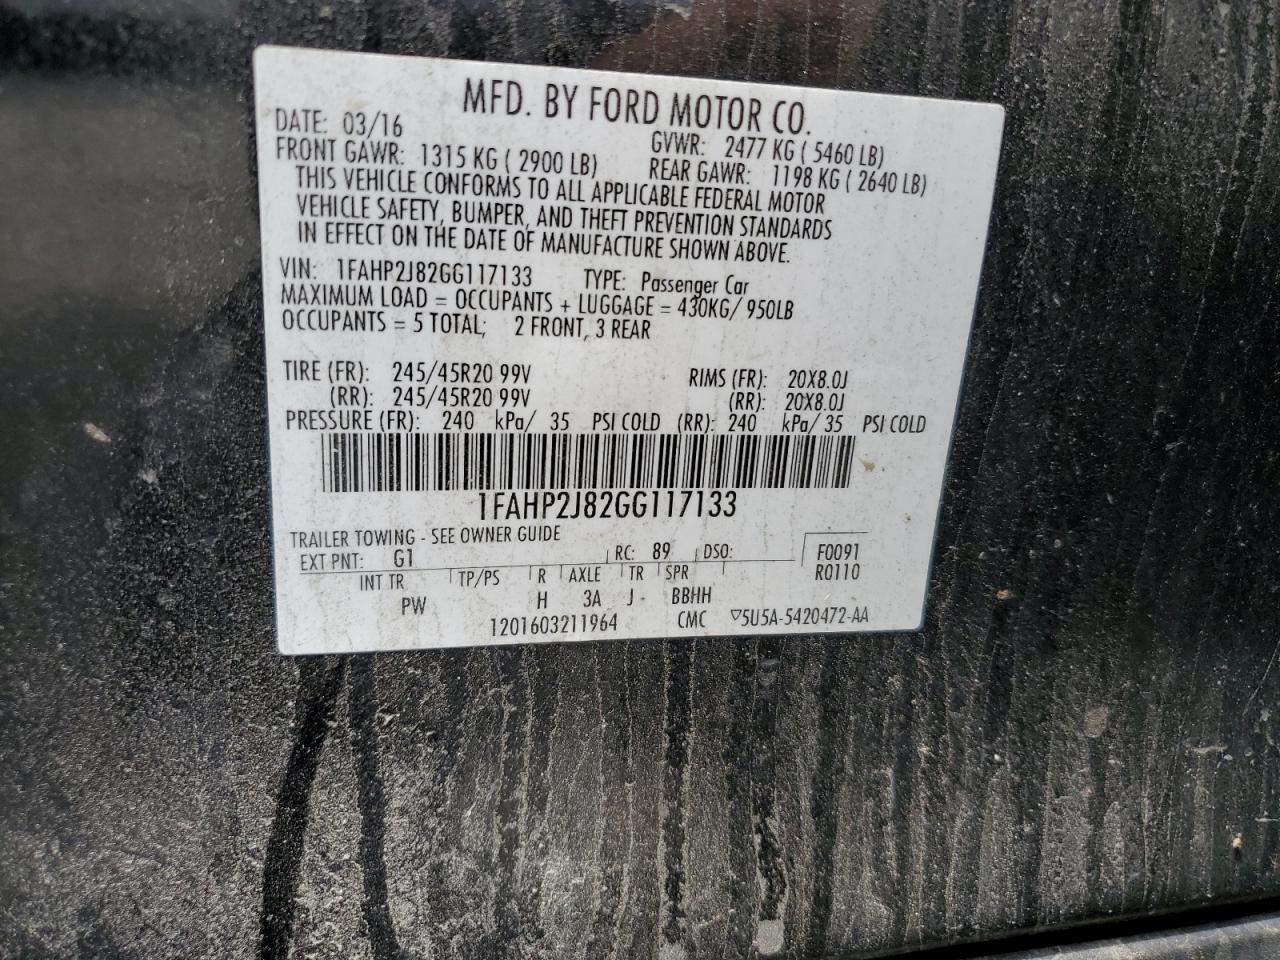 MFD. BY FORD MOTOR CO.
DATE: 03/16 GVWR: 2477 KG ( 5460 LB)
FRONT GAWR: 1315 KG ( 2900 LB) REAR GAWR: 1198 KG ( 2640 LB)
THIS VEHICLE CONFORMS TO ALL APPLICABLE FEDERAL MOTOR
VEHICLE SAFETY, BUMPER, AND THEFT PREVENTION STANDARDS
IN EFFECT ON THE DATE OF MANUFACTURE SHOWN ABOVE.
VIN: 1FAHP2J82GG117133 TYPE: Passenger Car
MAXIMUM LOAD = OCCUPANTS + LUGGAGE = 430KG/ 950LB
OCCUPANTS = 5 TOTAL; 2 FRONT, 3 REAR
TIRE (FR): 245/45R20 99V RIMS (FR): 20X8.0J
(RR): 245/45R20 99V (RR): 20X8.0J
PRESSURE (FR): 240 kPa/ 35 PSI COLD (RR): 240 kPa/ 35 PSI COLD
1FAHP2J82GG117133
TRAILER TOWING - SEE OWNER GUIDE
EXT PNT: G1 RC: 89 DSO: F0091
INT TR TP/PS R AXLE TR SPR R0110
PW H 3A J - BBHH
1201603211964 CMC ▽5U5A-5420472-AA